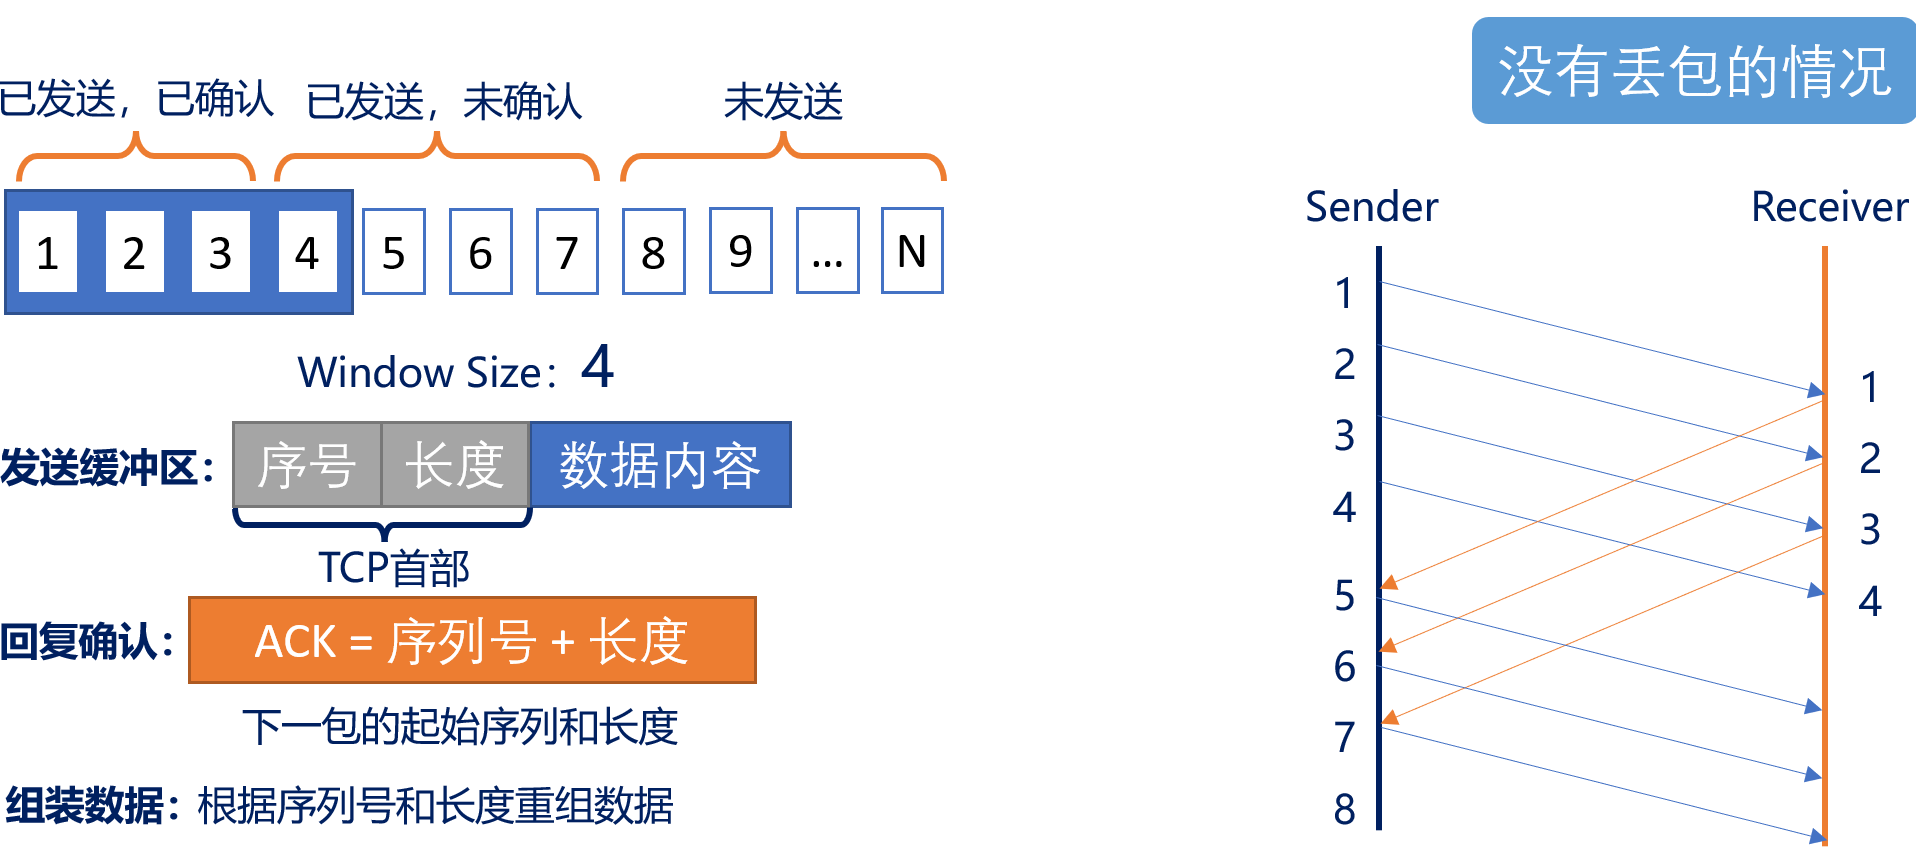 没有丢包的情况
已发送，已确认
已发送，未确认
未发送
1 2 3 4 5 6 7 8 9 ... N
Window Size：4
发送缓冲区：
序号 长度 数据内容
TCP首部
回复确认：
ACK = 序列号 + 长度
下一包的起始序列和长度
组装数据：根据序列号和长度重组数据
Sender
1
2
3
4
5
6
7
8
Receiver
1
2
3
4